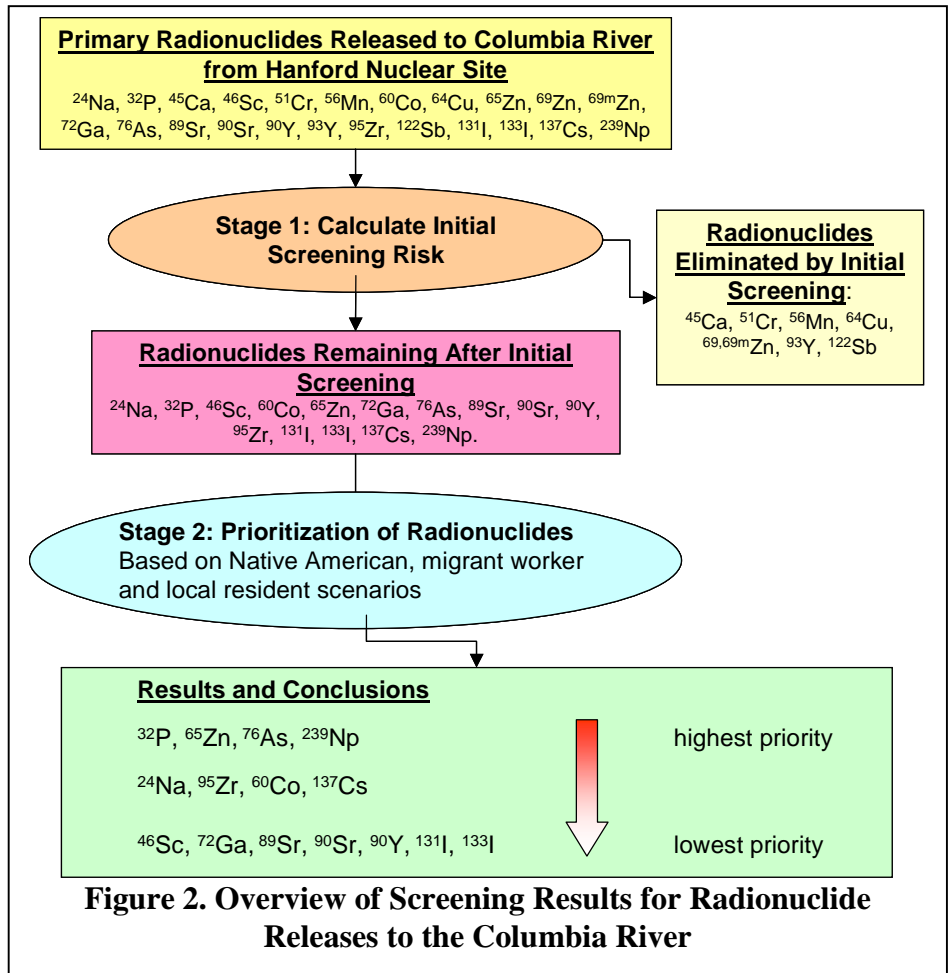 Primary Radionuclides Released to Columbia River
from Hanford Nuclear Site
²⁴Na, ³²P, ⁴⁵Ca, ⁴⁶Sc, ⁵¹Cr, ⁵⁶Mn, ⁶⁰Co, ⁶⁴Cu, ⁶⁵Zn, ⁶⁹Zn, ⁶⁹ᵐZn,
⁷²Ga, ⁷⁶As, ⁸⁹Sr, ⁹⁰Sr, ⁹⁰Y, ⁹³Y, ⁹⁵Zr, ¹²²Sb, ¹³¹I, ¹³³I, ¹³⁷Cs, ²³⁹Np
Stage 1: Calculate Initial
Screening Risk
Radionuclides
Eliminated by Initial
Screening:
⁴⁵Ca, ⁵¹Cr, ⁵⁶Mn, ⁶⁴Cu,
⁶⁹,⁶⁹ᵐZn, ⁹³Y, ¹²²Sb
Radionuclides Remaining After Initial
Screening
²⁴Na, ³²P, ⁴⁶Sc, ⁶⁰Co, ⁶⁵Zn, ⁷²Ga, ⁷⁶As, ⁸⁹Sr, ⁹⁰Sr, ⁹⁰Y,
⁹⁵Zr, ¹³¹I, ¹³³I, ¹³⁷Cs, ²³⁹Np.
Stage 2: Prioritization of Radionuclides
Based on Native American, migrant worker
and local resident scenarios
Results and Conclusions
³²P, ⁶⁵Zn, ⁷⁶As, ²³⁹Np highest priority
²⁴Na, ⁹⁵Zr, ⁶⁰Co, ¹³⁷Cs
⁴⁶Sc, ⁷²Ga, ⁸⁹Sr, ⁹⁰Sr, ⁹⁰Y, ¹³¹I, ¹³³I lowest priority
Figure 2. Overview of Screening Results for Radionuclide
Releases to the Columbia River